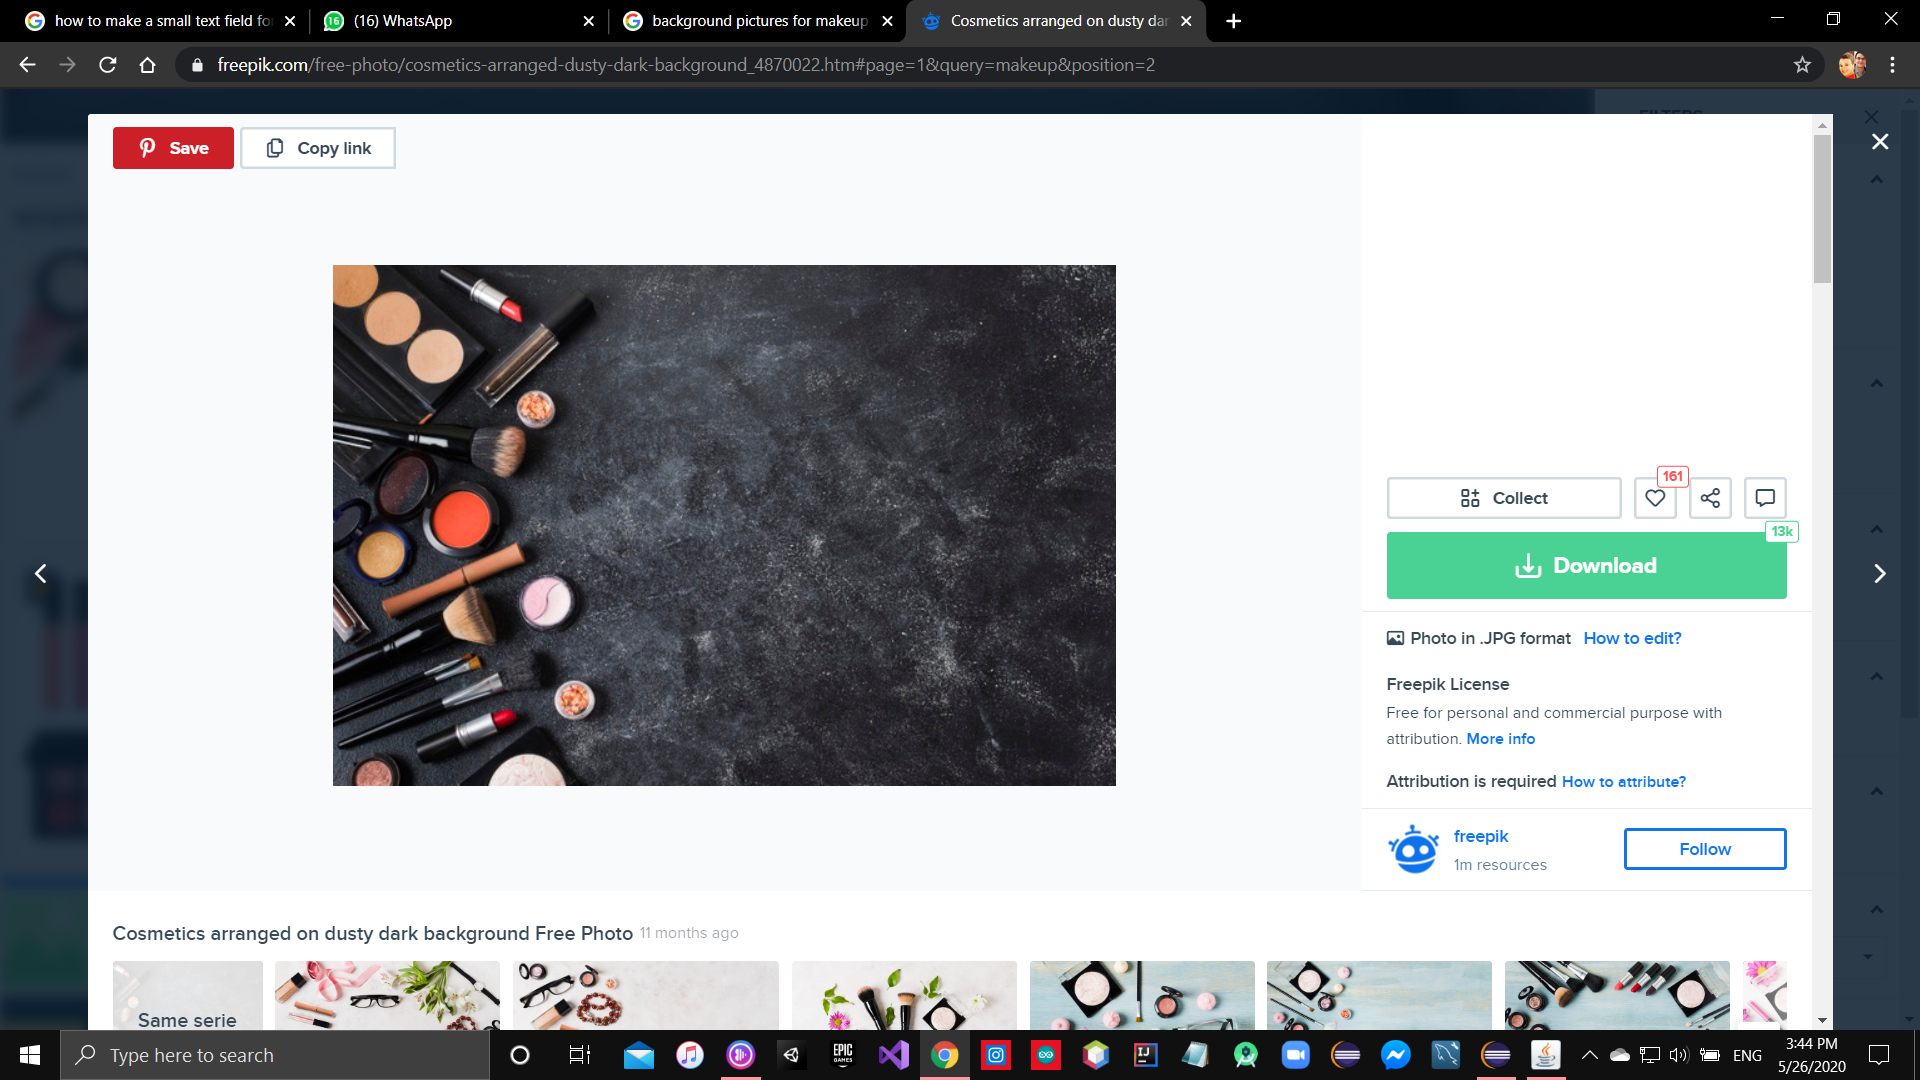 how to make a small text field fo
(16) WhatsApp
background pictures for makeup
Cosmetics arranged on dusty dar
freepik.com/free-photo/cosmetics-arranged-dusty-dark-background_4870022.htm#page=1&query=makeup&position=2
Save
Copy link
161
Collect
13k
Download
Photo in .JPG format How to edit?
Freepik License
Free for personal and commercial purpose with
attribution. More info
Attribution is required How to attribute?
freepik
1m resources
Follow
Cosmetics arranged on dusty dark background Free Photo 11 months ago
Same serie
Type here to search
EPIC
GAMES
IJ
ENG
3:44 PM
5/26/2020